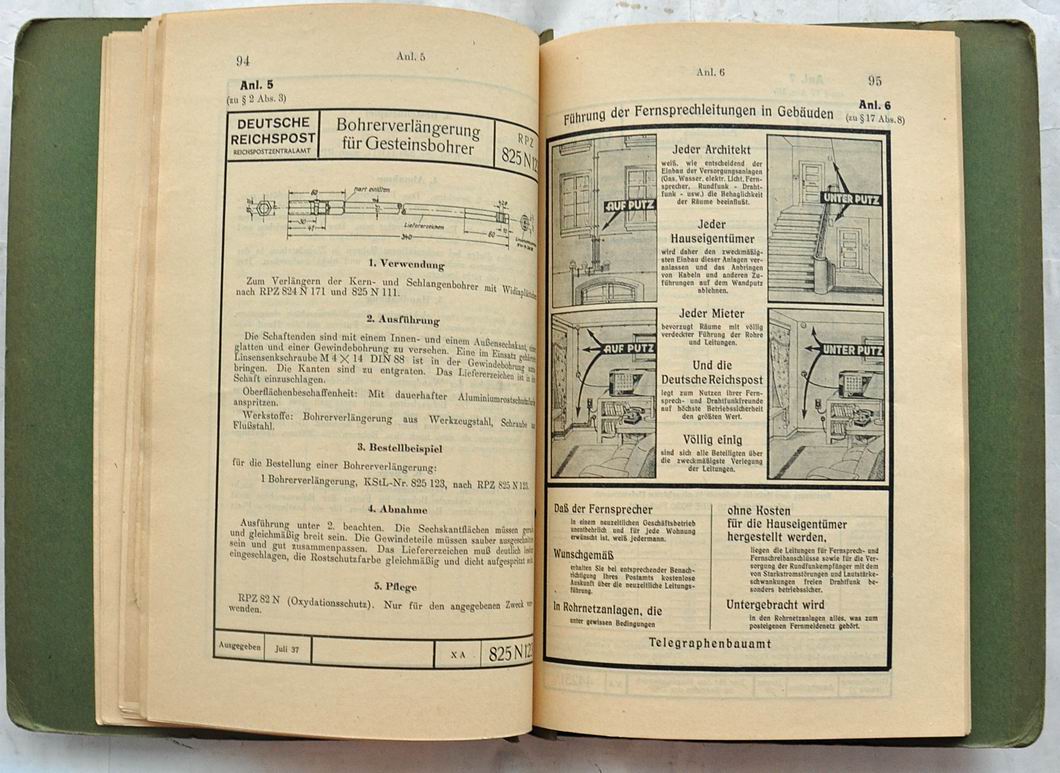 94
Anl. 5
Anl. 5
(zu § 2 Abs. 3)
DEUTSCHE
REICHSPOST
REICHSPOSTZENTRALAMT
Bohrerverlängerung
für Gesteinsbohrer
RPZ
825 N 12
60
hart einlöten
30
41
Lieferzeichen
340
60
1. Verwendung
Zum Verlängern der Kern- und Schlangenbohrer mit
nach RPZ 824 N 171 und 825 N 111.
2. Ausführung
Die Schaftenden sind mit einem Innen- und einem Außensechskant,
glatten und einer Gewindebohrung zu versehen. Eine im Einsatz
Linsensenkschraube M 4 × 14 DIN 88 ist in der Gewindebohrung
bringen. Die Kanten sind zu entgraten. Das Lieferzeichen ist in
Schaft einzuschlagen.
Oberflächenbeschaffenheit: Mit dauerhafter
anspritzen.
Werkstoffe: Bohrerverlängerung aus Werkzeugstahl, Schraube
Flußstahl.
3. Bestellbeispiel
für die Bestellung einer Bohrerverlängerung:
1 Bohrerverlängerung, KStL-Nr. 825 123, nach RPZ 825 N 123.
4. Abnahme
Ausführung unter 2. beachten. Die Sechskantflächen müssen
und gleichmäßig breit sein. Die Gewindeteile müssen sauber
sein und gut zusammenpassen. Das Lieferzeichen muß deutlich
eingeschlagen, die Rostschutzfarbe gleichmäßig und dicht aufgespritzt
5. Pflege
RPZ 82 N (Oxydationsschutz). Nur für den angegebenen Zweck
wenden.
Ausgegeben
Juli 37
XA
825 N 12
Anl. 6
95
Anl. 6
(zu § 17 Abs. 8)
Führung der Fernsprechleitungen in Gebäuden
AUF PUTZ
UNTER PUTZ
AUF PUTZ
UNTER PUTZ
Jeder Architekt
weiß, wie entscheidend der
Einbau der Versorgungsanlagen
(Gas, Wasser, elektr. Licht, Fern-
sprecher, Rundfunk - Draht-
funk - usw.) die Behaglichkeit
der Räume beeinflußt.
Jeder
Hauseigentümer
wird daher den zweckmäßig-
sten Einbau dieser Anlagen ver-
anlassen und das Anbringen
von Kabeln und anderen Zu-
führungen auf dem Wandputz
ablehnen.
Jeder Mieter
bevorzugt Räume mit völlig
verdeckter Führung der Rohre
und Leitungen.
Und die
Deutsche Reichspost
legt zum Nutzen ihrer Fern-
sprech- und Drahtfunkfreunde
auf höchste Betriebssicherheit
den größten Wert.
Völlig einig
sind sich alle Beteiligten über
die zweckmäßigste Verlegung
der Leitungen.
Daß der Fernsprecher
in einem neuzeitlichen Geschäftsbetrieb
unentbehrlich und für jede Wohnung
erwünscht ist, weiß jedermann.
Wunschgemäß
erhalten Sie bei entsprechender Benach-
richtigung Ihres Postamts kostenlose
Auskunft über die neuzeitliche Leitungs-
führung.
In Rohrnetzanlagen, die
unter gewissen Bedingungen
ohne Kosten
für die Hauseigentümer
hergestellt werden,
liegen die Leitungen für Fernsprech- und
Fernschreibanschlüsse sowie für die Ver-
sorgung der Rundfunkempfänger mit dem
von Starkstromstörungen und Lautstärke-
schwankungen freien Drahtfunk be-
sonders betriebssicher.
Untergebracht wird
in den Rohrnetzanlagen alles, was zum
posteigenen Fernmeldenetz gehört.
Telegraphenbauamt